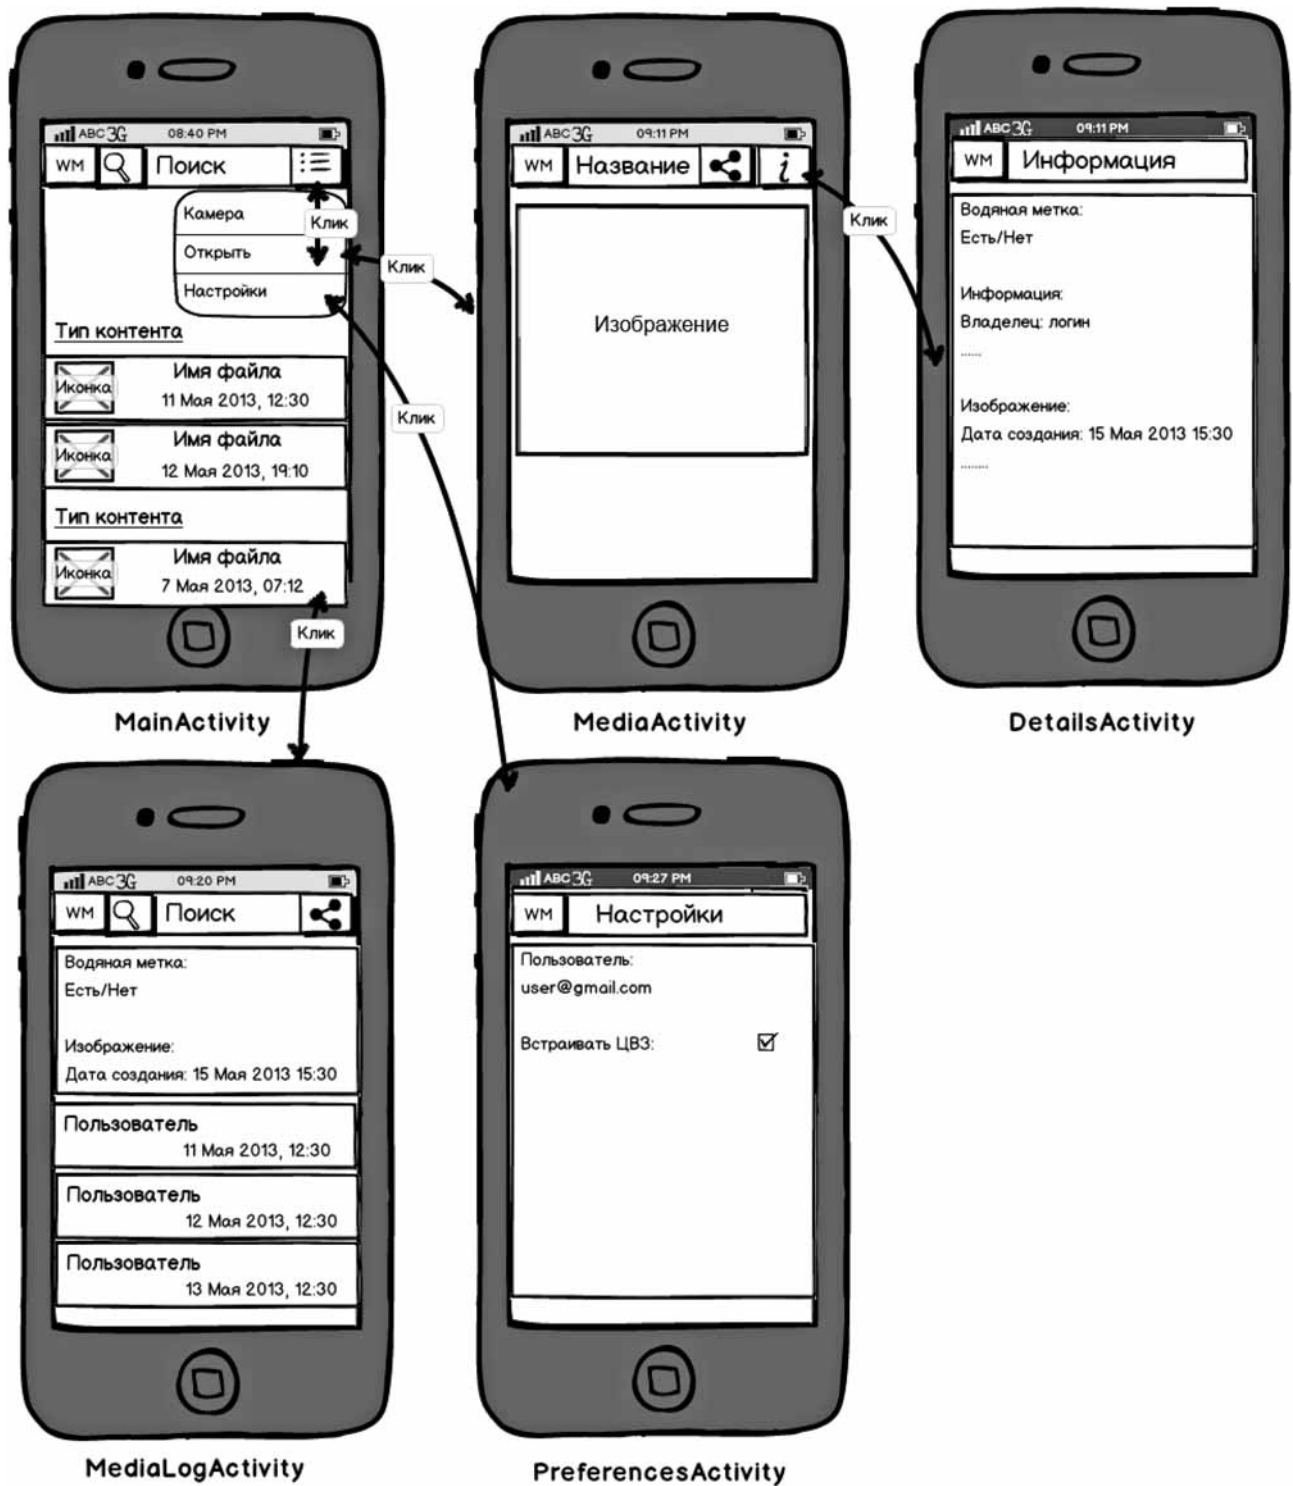 ABC 3G 08:40 PM
WM Поиск
Камера
Клик
Открыть
Клик
Настройки
Тип контента
Иконка
Имя файла
11 Мая 2013, 12:30
Клик
Иконка
Имя файла
12 Мая 2013, 19:10
Тип контента
Иконка
Имя файла
7 Мая 2013, 07:12
Клик
MainActivity
ABC 3G 09:11 PM
WM Название i
Клик
Изображение
MediaActivity
ABC 3G 09:11 PM
WM Информация
Водяная метка:
Есть/Нет
Информация:
Владелец: логин
......
Изображение:
Дата создания: 15 Мая 2013 15:30
........
DetailsActivity
ABC 3G 09:20 PM
WM Поиск
Водяная метка:
Есть/Нет
Изображение:
Дата создания: 15 Мая 2013 15:30
Пользователь
11 Мая 2013, 12:30
Пользователь
12 Мая 2013, 12:30
Пользователь
13 Мая 2013, 12:30
MediaLogActivity
ABC 3G 09:27 PM
WM Настройки
Пользователь:
user@gmail.com
Встраивать ЦВЗ:
PreferencesActivity